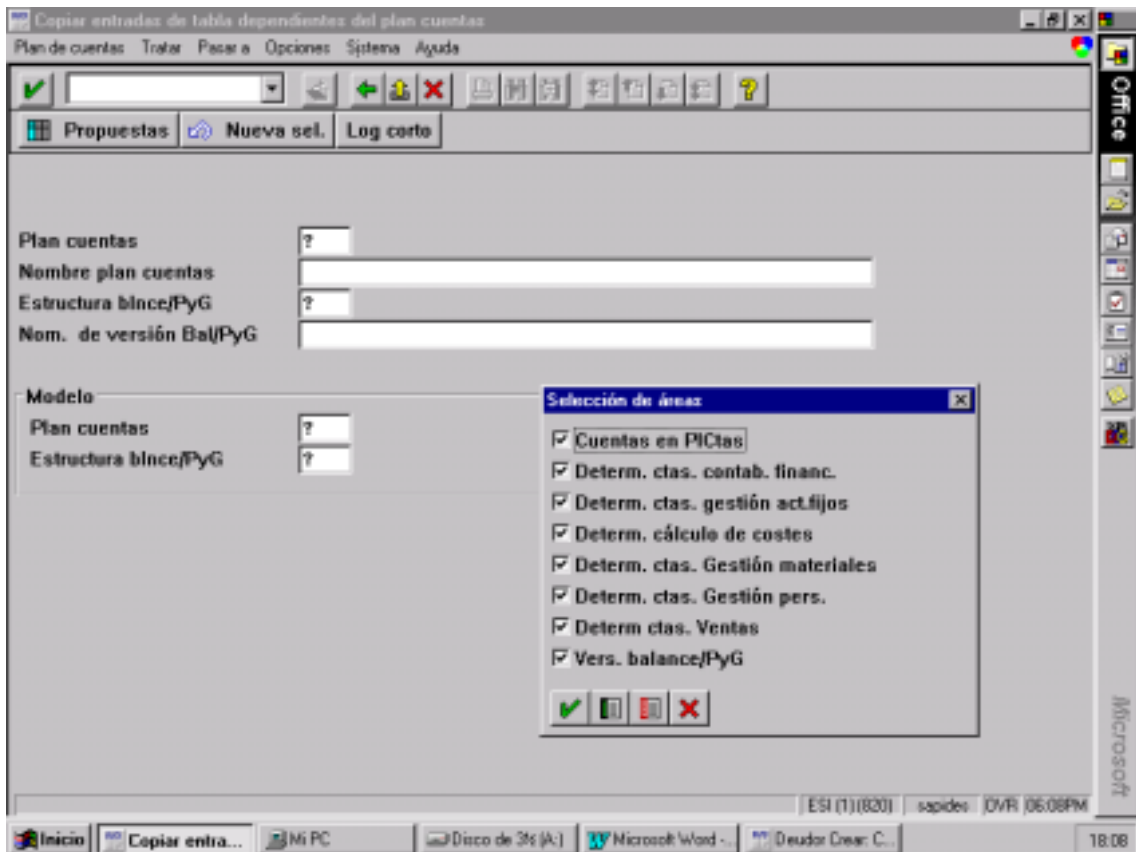 Copiar entradas de tabla dependientes del plan cuentas
Plan de cuentas Tratar Pasar a Opciones Sistema Ayuda
Propuestas Nueva sel. Log corto
Plan cuentas ?
Nombre plan cuentas
Estructura blnce/PyG ?
Nom. de versión Bal/PyG
Modelo
Plan cuentas ?
Estructura blnce/PyG ?
Selección de áreas
Cuentas en PlCtas
Determ. ctas. contab. financ.
Determ. ctas. gestión act.fijos
Determ. cálculo de costes
Determ. ctas. Gestión materiales
Determ. ctas. Gestión pers.
Determ ctas. Ventas
Vers. balance/PyG
ESI (1) (820) sapides OVR 06:08PM
Inicio Copiar entra... Mi PC Disco de 3½ (A:) Microsoft Word -... Deudor Crear: C... 18:08
Office
Microsoft